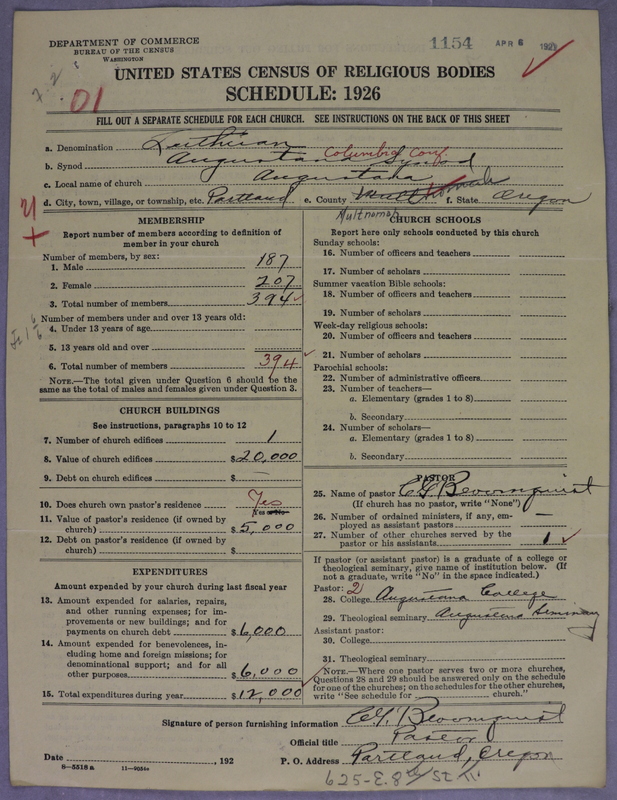 DEPARTMENT OF COMMERCE
BUREAU OF THE CENSUS
WASHINGTON
1154 APR 6 192
UNITED STATES CENSUS OF RELIGIOUS BODIES
SCHEDULE: 1926
01
FILL OUT A SEPARATE SCHEDULE FOR EACH CHURCH. SEE INSTRUCTIONS ON THE BACK OF THIS SHEET
a. Denomination Lutheran
b. Synod Augustana Synod Columbia Conf.
c. Local name of church Augustana
d. City, town, village, or township, etc. Portland e. County Multnomah f. State Oregon
Multnomah
MEMBERSHIP
Report number of members according to definition of
member in your church
Number of members, by sex:
1. Male 187
2. Female 207
3. Total number of members 394
Number of members under and over 13 years old:
4. Under 13 years of age
5. 13 years old and over
6. Total number of members 394
NOTE.—The total given under Question 6 should be the
same as the total of males and females given under Question 3.
CHURCH BUILDINGS
See instructions, paragraphs 10 to 12
7. Number of church edifices 1
8. Value of church edifices $20,000
9. Debt on church edifices $ —
10. Does church own pastor's residence Yes
Yes or No
11. Value of pastor's residence (if owned by
church) $5,000
12. Debt on pastor's residence (if owned by
church) $
EXPENDITURES
Amount expended by your church during last fiscal year
13. Amount expended for salaries, repairs,
and other running expenses; for im-
provements or new buildings; and for
payments on church debt $6,000
14. Amount expended for benevolences, in-
cluding home and foreign missions; for
denominational support; and for all
other purposes $6,000
15. Total expenditures during year $12,000
CHURCH SCHOOLS
Report here only schools conducted by this church
Sunday schools:
16. Number of officers and teachers
17. Number of scholars
Summer vacation Bible schools:
18. Number of officers and teachers
19. Number of scholars
Week-day religious schools:
20. Number of officers and teachers
21. Number of scholars
Parochial schools:
22. Number of administrative officers
23. Number of teachers—
a. Elementary (grades 1 to 8)
b. Secondary
24. Number of scholars—
a. Elementary (grades 1 to 8)
b. Secondary
PASTOR
25. Name of pastor C G Bloomquist
(If church has no pastor, write "None")
26. Number of ordained ministers, if any, em-
ployed as assistant pastors —
27. Number of other churches served by the
pastor or his assistants 1
If pastor (or assistant pastor) is a graduate of a college or
theological seminary, give name of institution below. (If
not a graduate, write "No" in the space indicated.)
Pastor: 2
28. College Augustana College
29. Theological seminary Augustana Seminary
Assistant pastor:
30. College
31. Theological seminary
NOTE.—Where one pastor serves two or more churches,
Questions 28 and 29 should be answered only on the schedule
for one of the churches; on the schedules for the other churches,
write "See schedule for church."
Signature of person furnishing information C G Bloomquist
Official title Pastor
Date , 192 P. O. Address Portland, Oregon
8—5518 a 11—9056
625-E. 8th St N.